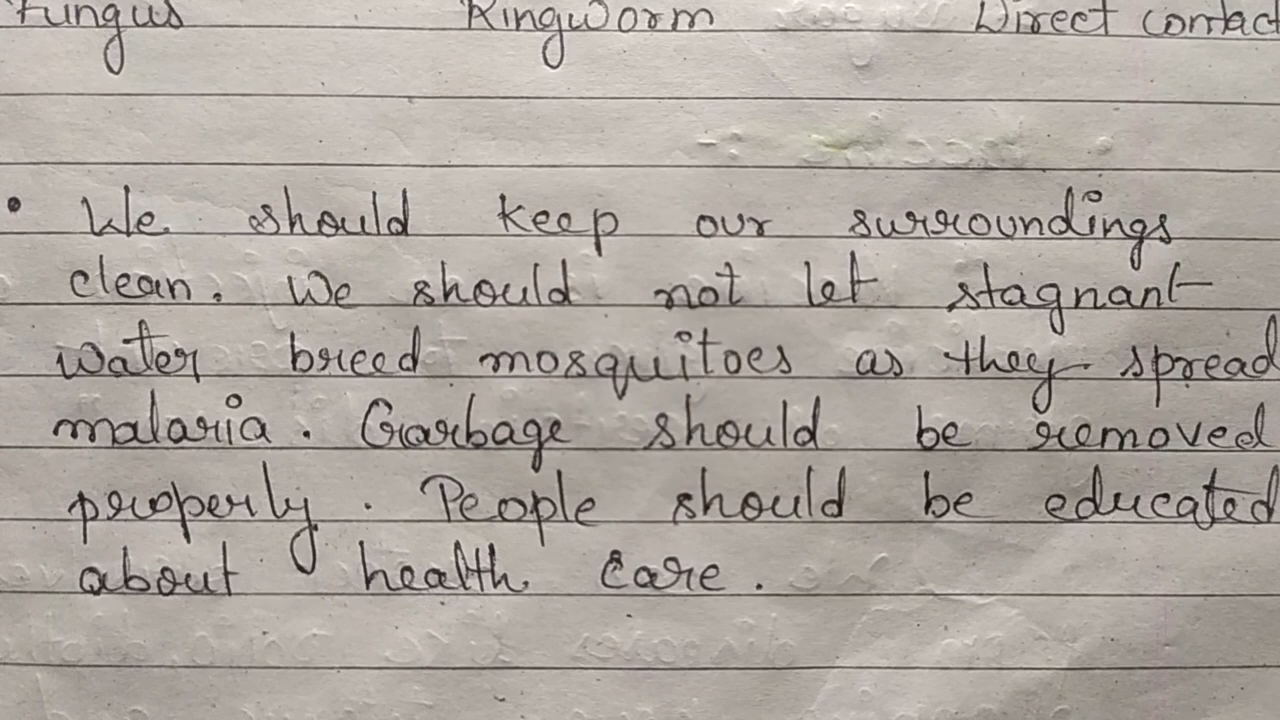 Fungus Ringworm Direct contact
• We should keep our surroundings
clean. We should not let stagnant
water breed mosquitoes as they spread
malaria. Garbage should be removed
properly. People should be educated
about health care.